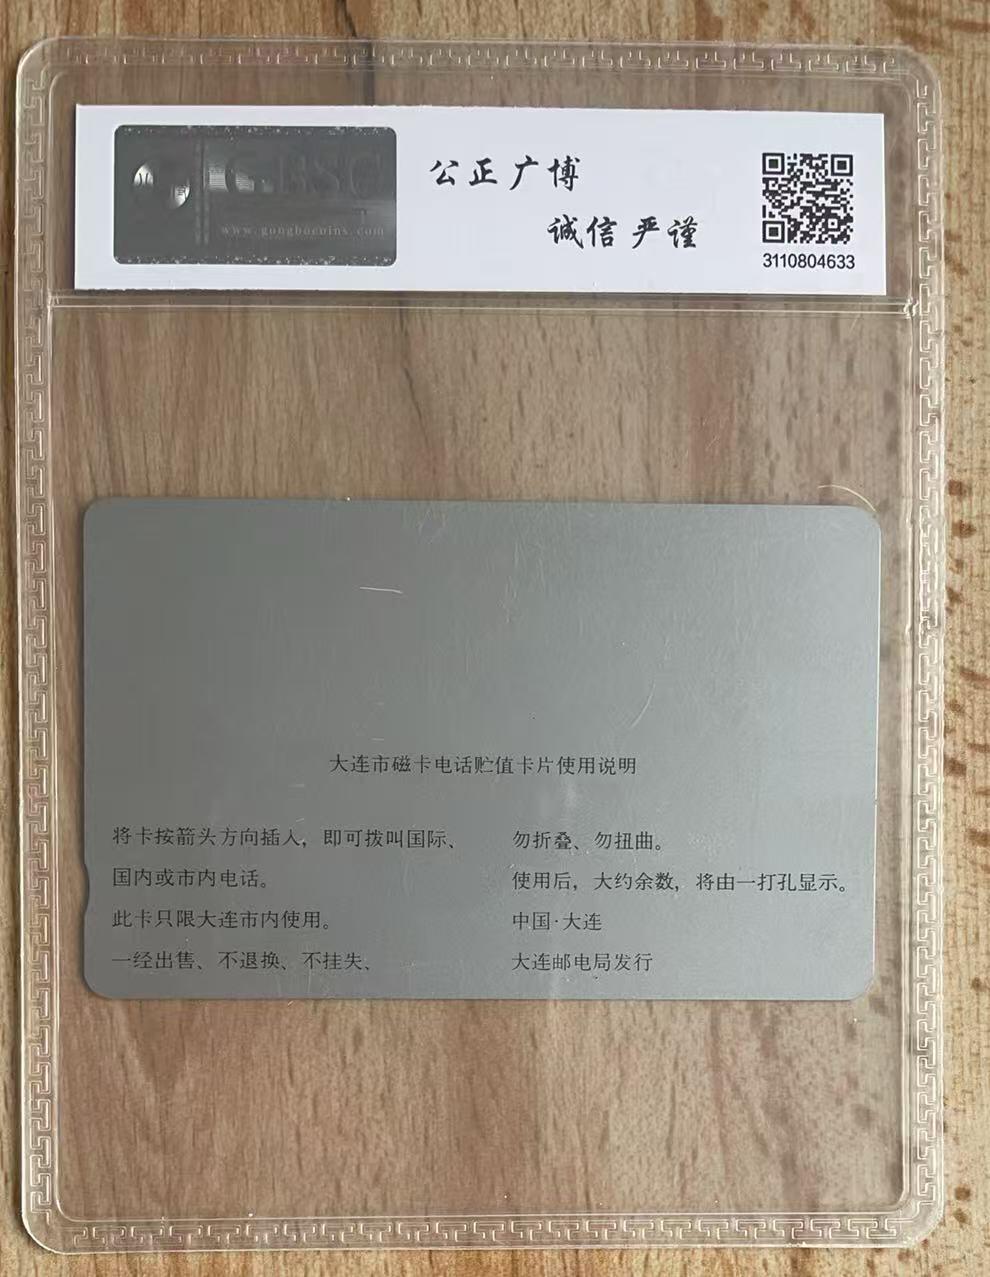 GBSC
www.gongbocoins.com
公正广博
诚信严谨
3110804633
大连市磁卡电话贮值卡片使用说明
将卡按箭头方向插入，即可拨叫国际、
国内或市内电话。
此卡只限大连市内使用。
一经出售、不退换、不挂失、
勿折叠、勿扭曲。
使用后，大约余数，将由一打孔显示。
中国·大连
大连邮电局发行